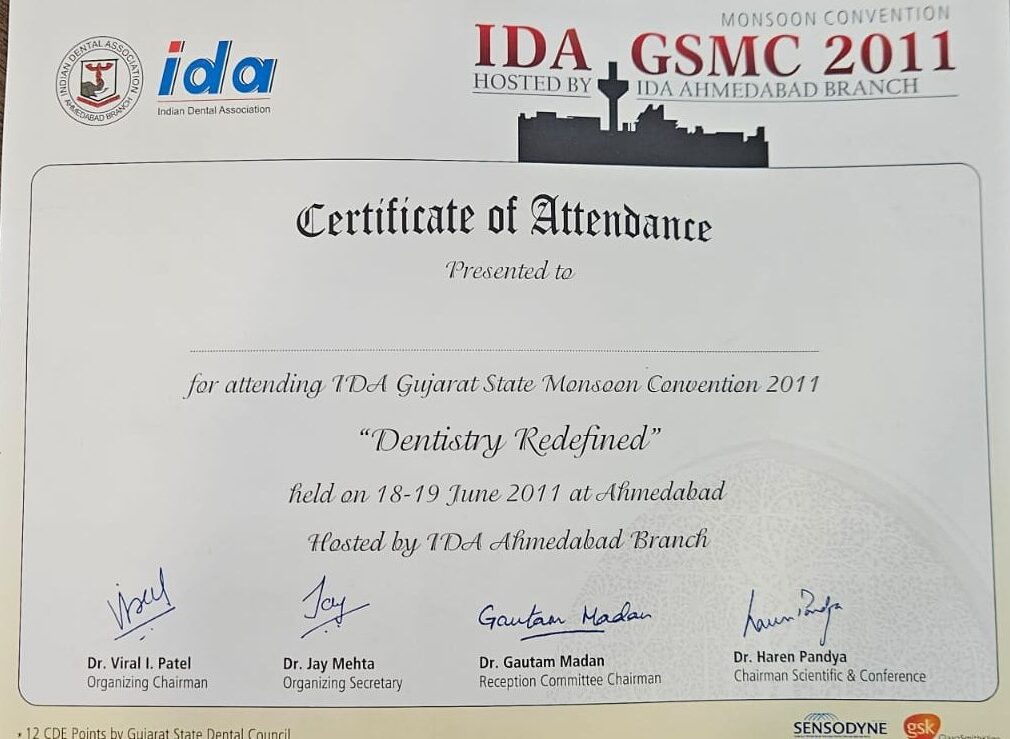 INDIAN DENTAL ASSOCIATION
AHMEDABAD BRANCH
ida
Indian Dental Association
MONSOON CONVENTION
IDA GSMC 2011
HOSTED BY IDA AHMEDABAD BRANCH
Certificate of Attendance
Presented to
for attending IDA Gujarat State Monsoon Convention 2011
“Dentistry Redefined”
held on 18-19 June 2011 at Ahmedabad
Hosted by IDA Ahmedabad Branch
Jay Gautam Madan
Dr. Viral I. Patel Dr. Jay Mehta Dr. Gautam Madan Dr. Haren Pandya
Organizing Chairman Organizing Secretary Reception Committee Chairman Chairman Scientific & Conference
* 12 CDE Points by Gujarat State Dental Council
SENSODYNE gsk GlaxoSmithKline